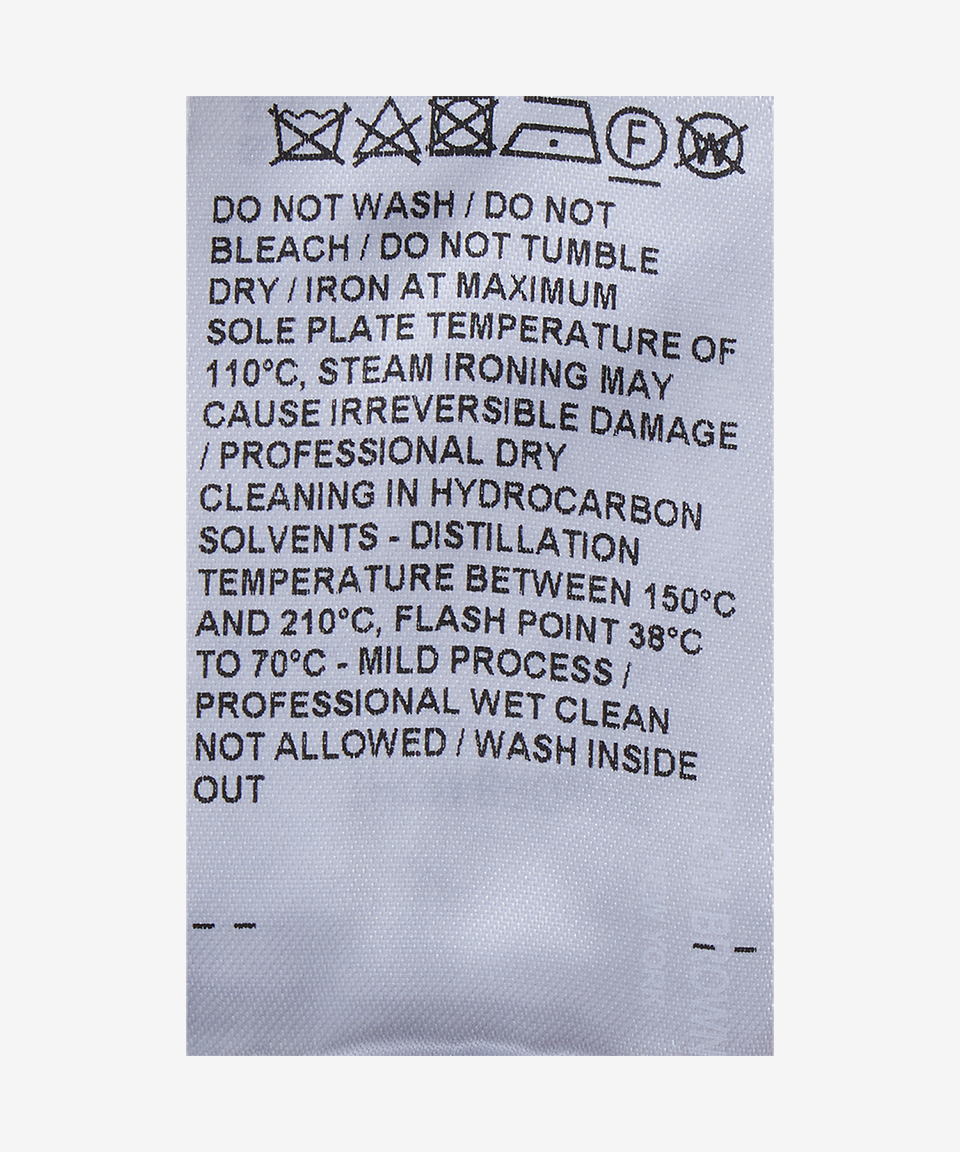 F W
DO NOT WASH / DO NOT
BLEACH / DO NOT TUMBLE
DRY / IRON AT MAXIMUM
SOLE PLATE TEMPERATURE OF
110°C, STEAM IRONING MAY
CAUSE IRREVERSIBLE DAMAGE
/ PROFESSIONAL DRY
CLEANING IN HYDROCARBON
SOLVENTS - DISTILLATION
TEMPERATURE BETWEEN 150°C
AND 210°C, FLASH POINT 38°C
TO 70°C - MILD PROCESS /
PROFESSIONAL WET CLEAN
NOT ALLOWED / WASH INSIDE
OUT